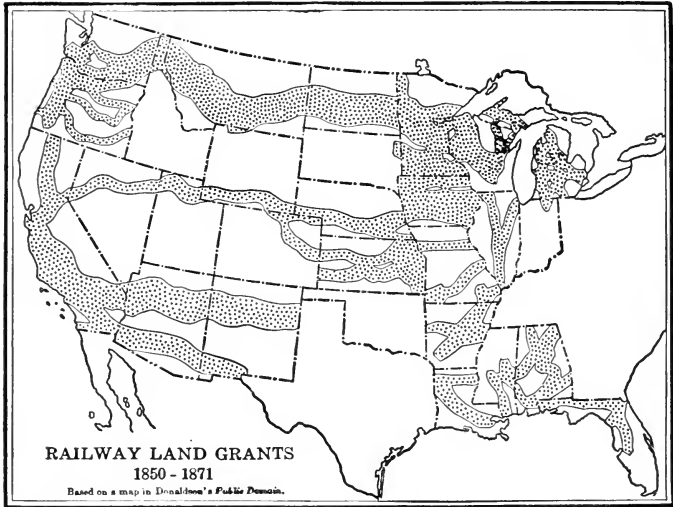 RAILWAY LAND GRANTS
1850 - 1871
Based on a map in Donaldson's Public Domain.